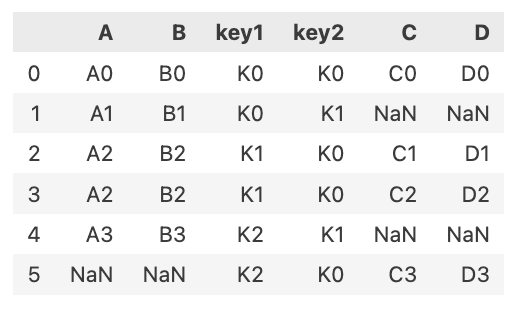 A B key1 key2 C D
0 A0 B0 K0 K0 C0 D0
1 A1 B1 K0 K1 NaN NaN
2 A2 B2 K1 K0 C1 D1
3 A2 B2 K1 K0 C2 D2
4 A3 B3 K2 K1 NaN NaN
5 NaN NaN K2 K0 C3 D3